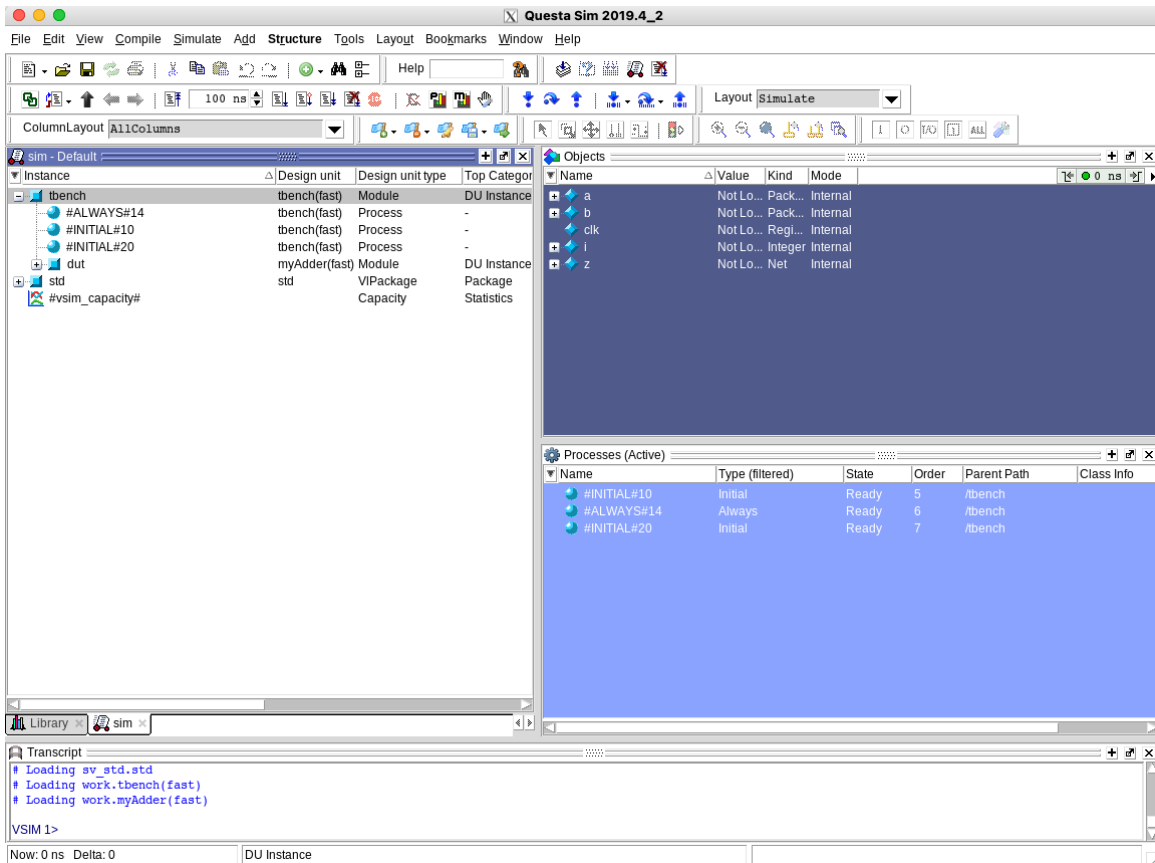 Questa Sim 2019.4_2
File Edit View Compile Simulate Add Structure Tools Layout Bookmarks Window Help
Help
100 ns Layout Simulate
ColumnLayout AllColumns I/O ALL
sim - Default
Instance Design unit Design unit type Top Categor
tbench tbench(fast) Module DU Instance
#ALWAYS#14 tbench(fast) Process -
#INITIAL#10 tbench(fast) Process -
#INITIAL#20 tbench(fast) Process -
dut myAdder(fast) Module DU Instance
std std VIPackage Package
#vsim_capacity# Capacity Statistics
Library sim
Objects
Name Value Kind Mode 0 ns
a Not Lo... Pack... Internal
b Not Lo... Pack... Internal
clk Not Lo... Regi... Internal
i Not Lo... Integer Internal
z Not Lo... Net Internal
Processes (Active)
Name Type (filtered) State Order Parent Path Class Info
#INITIAL#10 Initial Ready 5 /tbench
#ALWAYS#14 Always Ready 6 /tbench
#INITIAL#20 Initial Ready 7 /tbench
Transcript
# Loading sv_std.std
# Loading work.tbench(fast)
# Loading work.myAdder(fast)
VSIM 1>
Now: 0 ns Delta: 0 DU Instance